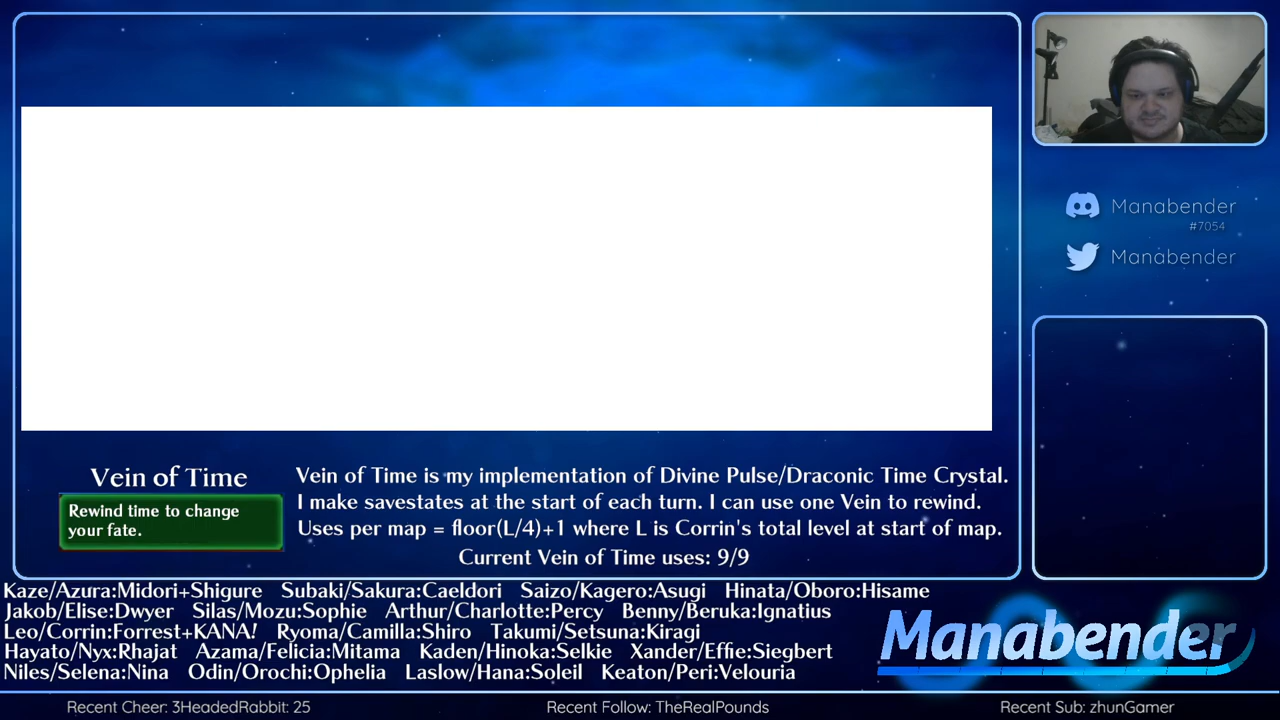 Manabender
#7054
Manabender
Vein of Time
Rewind time to change
your fate.
Vein of Time is my implementation of Divine Pulse/Draconic Time Crystal.
I make savestates at the start of each turn. I can use one Vein to rewind.
Uses per map = floor(L/4)+1 where L is Corrin's total level at start of map.
Current Vein of Time uses: 9/9
Kaze/Azura:Midori+Shigure Subaki/Sakura:Caeldori Saizo/Kagero:Asugi Hinata/Oboro:Hisame
Jakob/Elise:Dwyer Silas/Mozu:Sophie Arthur/Charlotte:Percy Benny/Beruka:Ignatius
Leo/Corrin:Forrest+KANA! Ryoma/Camilla:Shiro Takumi/Setsuna:Kiragi
Hayato/Nyx:Rhajat Azama/Felicia:Mitama Kaden/Hinoka:Selkie Xander/Effie:Siegbert
Niles/Selena:Nina Odin/Orochi:Ophelia Laslow/Hana:Soleil Keaton/Peri:Velouria
Manabender
Recent Cheer: 3HeadedRabbit: 25
Recent Follow: TheRealPounds
Recent Sub: zhunGamer